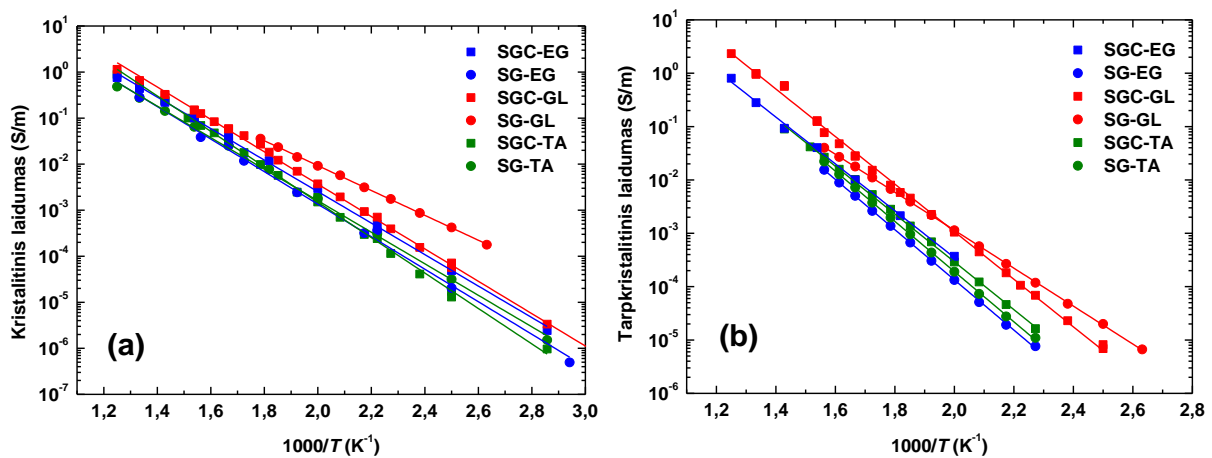 Kristalitinis laidumas (S/m)
10¹
10⁰
10⁻¹
10⁻²
10⁻³
10⁻⁴
10⁻⁵
10⁻⁶
10⁻⁷
SGC-EG
SG-EG
SGC-GL
SG-GL
SGC-TA
SG-TA
(a)
1,2 1,4 1,6 1,8 2,0 2,2 2,4 2,6 2,8 3,0
1000/T (K⁻¹)
Tarpkristalitinis laidumas (S/m)
10¹
10⁰
10⁻¹
10⁻²
10⁻³
10⁻⁴
10⁻⁵
10⁻⁶
SGC-EG
SG-EG
SGC-GL
SG-GL
SGC-TA
SG-TA
(b)
1,2 1,4 1,6 1,8 2,0 2,2 2,4 2,6 2,8
1000/T (K⁻¹)